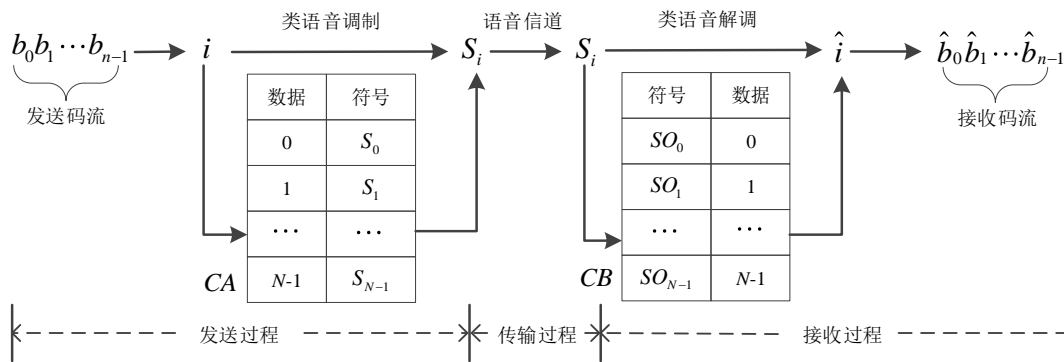 类语音调制 语音信道 类语音解调
b₀b₁⋯bₙ₋₁ i Sᵢ Sᵢ î b̂₀b̂₁⋯b̂ₙ₋₁
发送码流 接收码流
数据 符号
0 S₀
1 S₁
⋯ ⋯
N-1 S_{N-1}
CA
符号 数据
SO₀ 0
SO₁ 1
⋯ ⋯
SO_{N-1} N-1
CB
发送过程 传输过程 接收过程